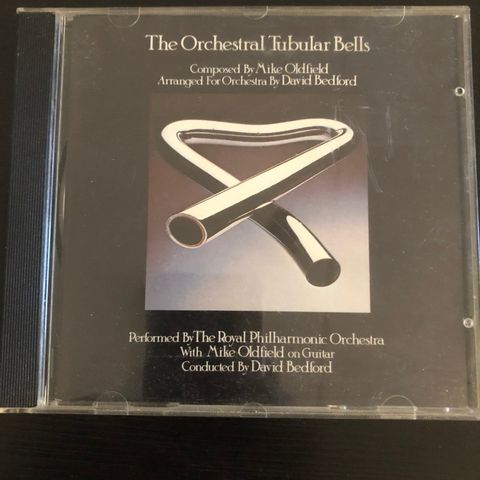 The Orchestral Tubular Bells
Composed By Mike Oldfield
Arranged For Orchestra By David Bedford
Performed By The Royal Philharmonic Orchestra
With Mike Oldfield on Guitar
Conducted By David Bedford